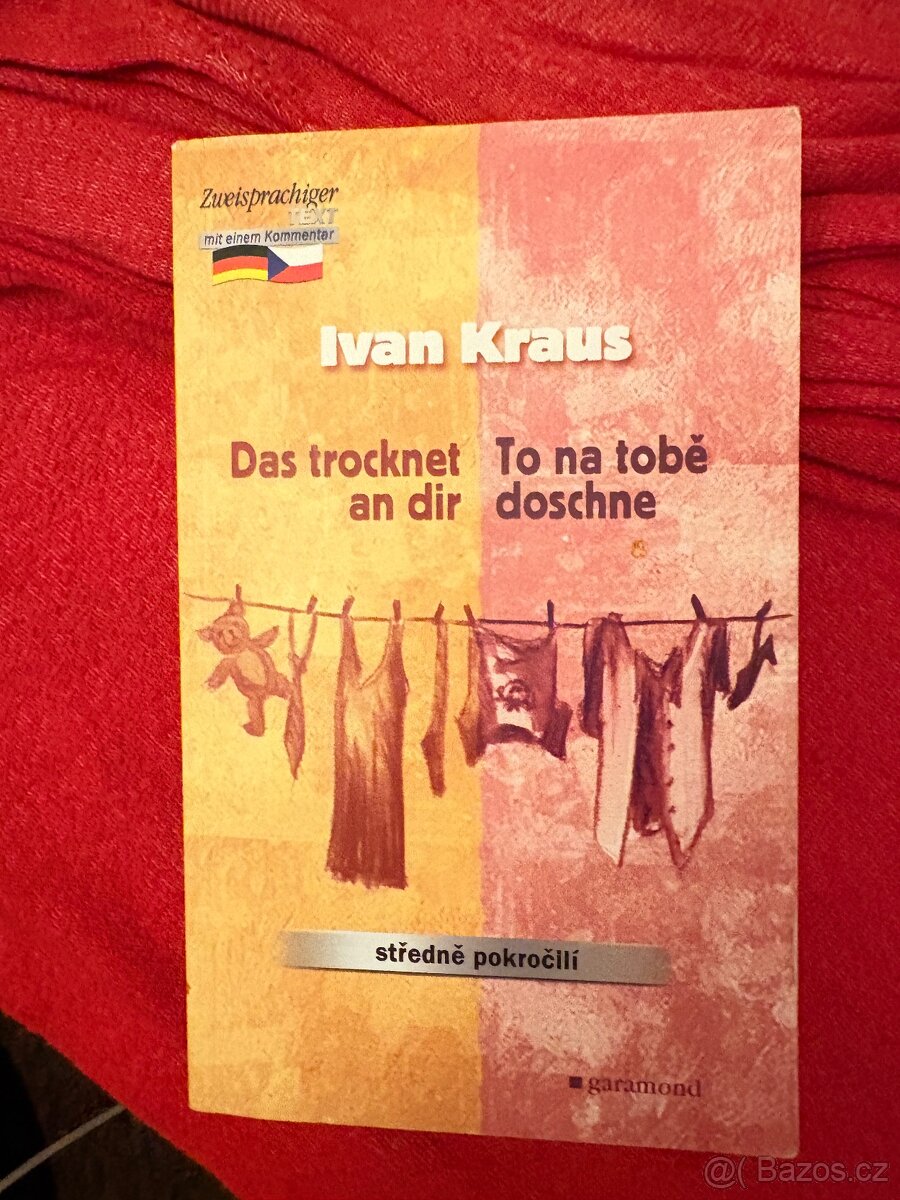 Zweisprachiger
TEXT
mit einem Kommentar
Ivan Kraus
Das trocknet
an dir
To na tobě
doschne
středně pokročilí
garamond
@( Bazos.cz